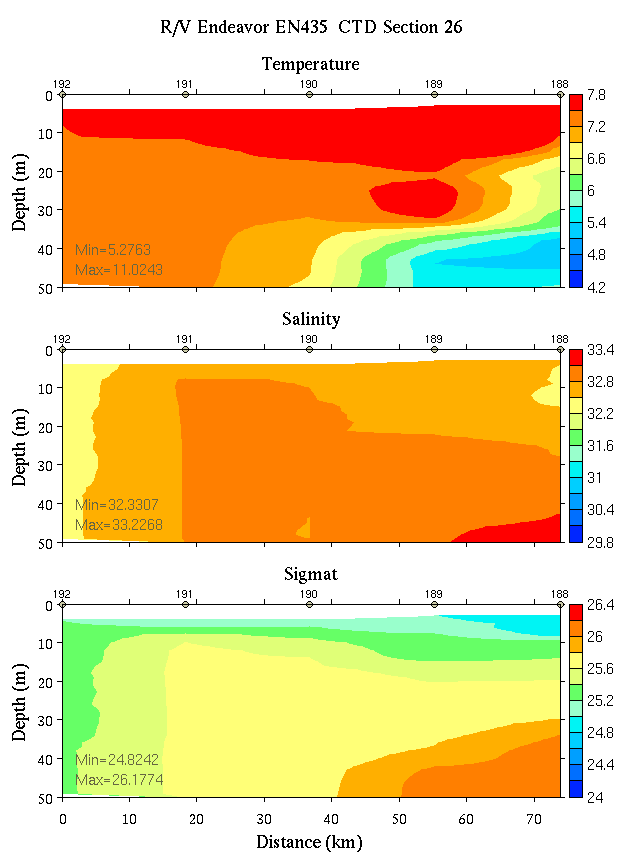 R/V Endeavor EN435 CTD Section 26
Temperature
192 191 190 189 188
0
10
20
30
40
50
Depth (m)
Min=5.2763
Max=11.0243
7.8
7.2
6.6
6
5.4
4.8
4.2
Salinity
192 191 190 189 188
0
10
20
30
40
50
Depth (m)
Min=32.3307
Max=33.2268
33.4
32.8
32.2
31.6
31
30.4
29.8
Sigmat
192 191 190 189 188
0
10
20
30
40
50
Depth (m)
Min=24.8242
Max=26.1774
26.4
26
25.6
25.2
24.8
24.4
24
0 10 20 30 40 50 60 70
Distance (km)